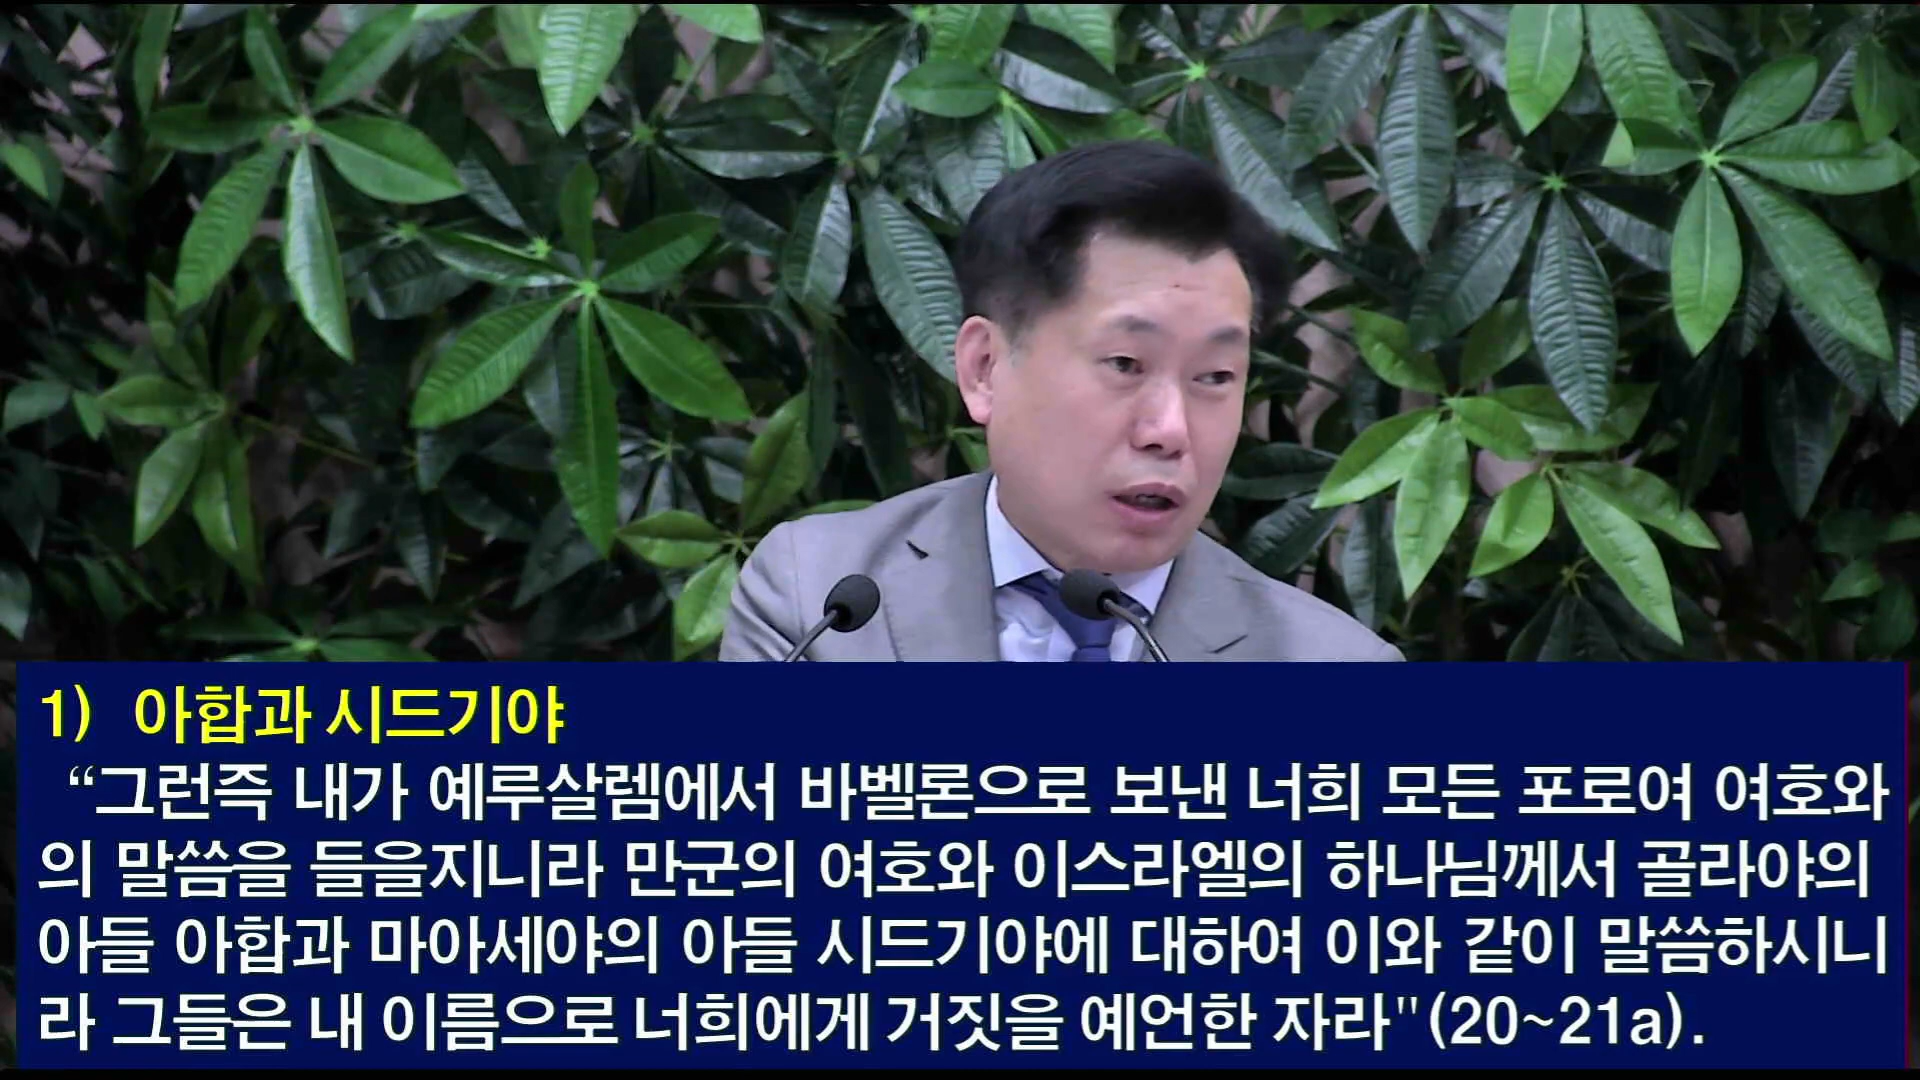 1) 아합과 시드기야
“그런즉 내가 예루살렘에서 바벨론으로 보낸 너희 모든 포로여 여호와
의 말씀을 들을지니라 만군의 여호와 이스라엘의 하나님께서 골라야의
아들 아합과 마아세야의 아들 시드기야에 대하여 이와 같이 말씀하시니
라 그들은 내 이름으로 너희에게 거짓을 예언한 자라"(20~21a).